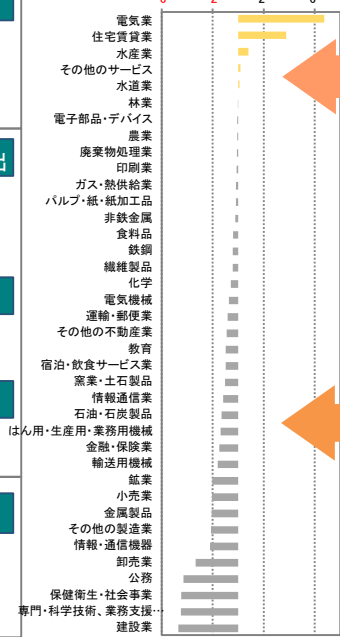 電気業
住宅賃貸業
水産業
その他のサービス
水道業
林業
電子部品・デバイス
農業
廃棄物処理業
印刷業
ガス・熱供給業
パルプ・紙・紙加工品
非鉄金属
食料品
鉄鋼
繊維製品
化学
電気機械
運輸・郵便業
その他の不動産業
教育
宿泊・飲食サービス業
窯業・土石製品
情報通信業
石油・石炭製品
はん用・生産用・業務用機械
金融・保険業
輸送用機械
鉱業
小売業
金属製品
その他の製造業
情報・通信機器
卸売業
公務
保健衛生・社会事業
専門・科学技術、業務支援…
建設業